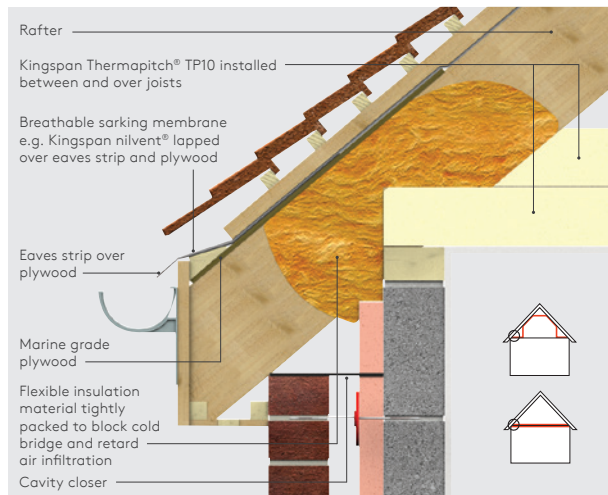 Rafter
Kingspan Thermapitch® TP10 installed
between and over joists
Breathable sarking membrane
e.g. Kingspan nilvent® lapped
over eaves strip and plywood
Eaves strip over
plywood
Marine grade
plywood
Flexible insulation
material tightly
packed to block cold
bridge and retard
air infiltration
Cavity closer